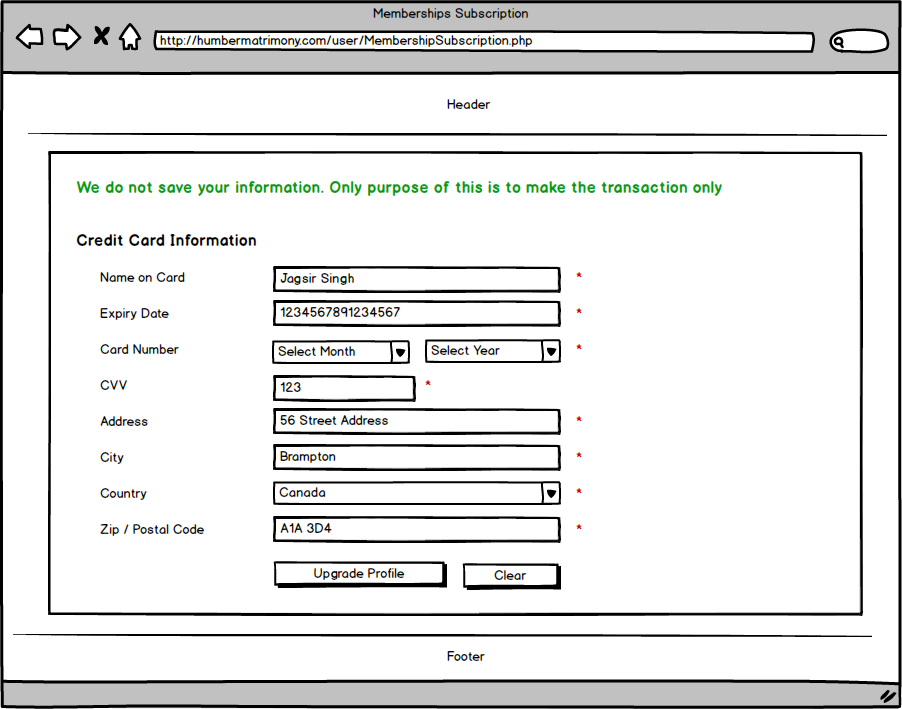 Memberships Subscription
http://humbermatrimony.com/user/MembershipSubscription.php
Header
We do not save your information. Only purpose of this is to make the transaction only
Credit Card Information
Name on Card Jagsir Singh *
Expiry Date 1234567891234567 *
Card Number Select Month Select Year *
CVV 123 *
Address 56 Street Address *
City Brampton *
Country Canada *
Zip / Postal Code A1A 3D4 *
Upgrade Profile Clear
Footer